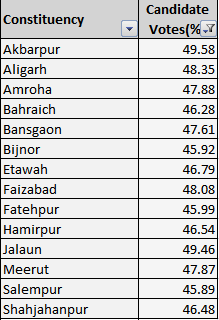 Constituency Candidate Votes(%
Akbarpur 49.58
Aligarh 48.35
Amroha 47.88
Bahraich 46.28
Bansgaon 47.61
Bijnor 45.92
Etawah 46.79
Faizabad 48.08
Fatehpur 45.99
Hamirpur 46.54
Jalaun 49.46
Meerut 47.87
Salempur 45.89
Shahjahanpur 46.48